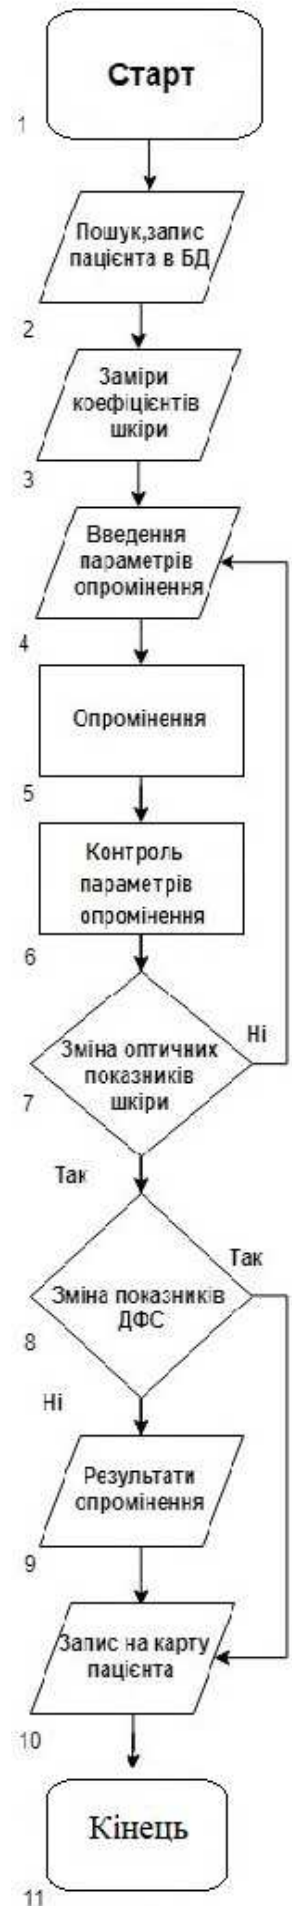 Старт
1
Пошук,запис
пацієнта в БД
2
Заміри
коефіцієнтів
шкіри
3
Введення
параметрів
опромінення
4
Опромінення
5
Контроль
параметрів
опромінення
6
Ні
Зміна оптичних
показників
шкіри
7
Так
Так
Зміна показників
ДФС
8
Ні
Результати
опромінення
9
Запис на карту
пацієнта
10
Кінець
11